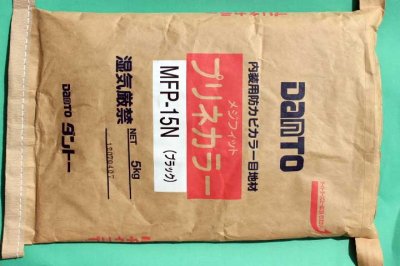 DANTO
内装用防カビカラー目地材
メジフィット
プリネカラー
MFP-15N（ブラック）
NET 5kg
湿気厳禁
DANTO ダントー